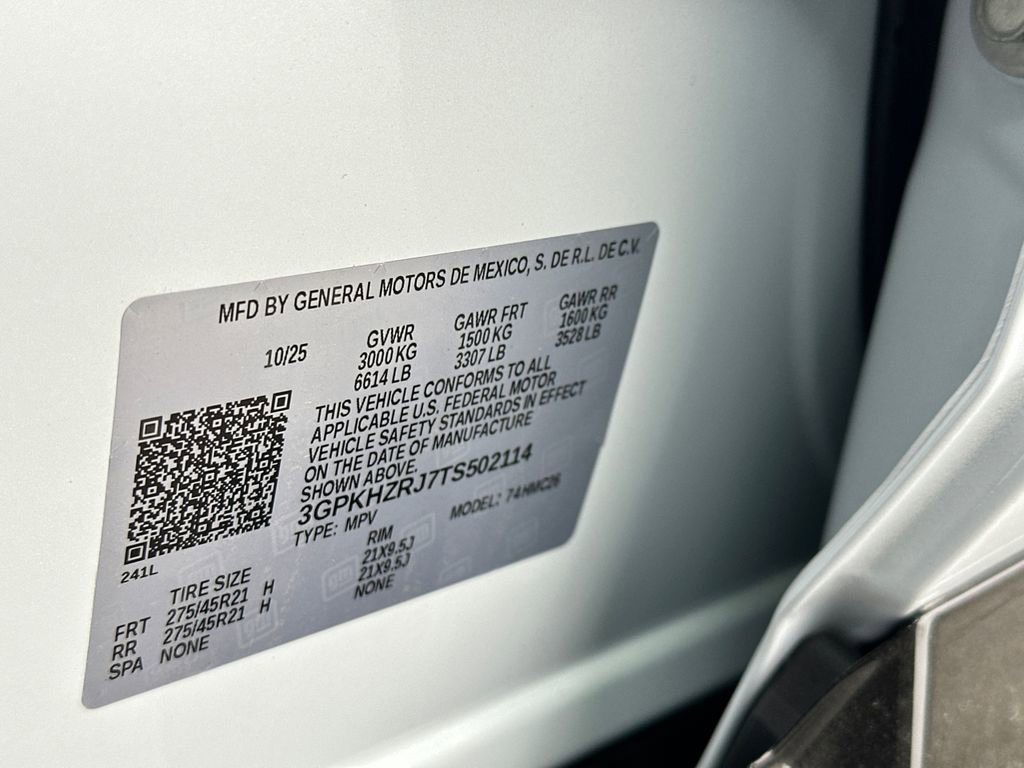 MFD BY GENERAL MOTORS DE MEXICO, S. DE R.L. DE C.V.
10/25
GVWR
3000 KG
6614 LB
GAWR FRT
1500 KG
3307 LB
GAWR RR
1600 KG
3528 LB
THIS VEHICLE CONFORMS TO ALL
APPLICABLE U.S. FEDERAL MOTOR
VEHICLE SAFETY STANDARDS IN EFFECT
ON THE DATE OF MANUFACTURE
SHOWN ABOVE.
3GPKHZRJ7TS502114
TYPE: MPV MODEL: 74HMC26
241L
TIRE SIZE RIM
FRT 275/45R21 H 21X9.5J
RR 275/45R21 H 21X9.5J
SPA NONE NONE